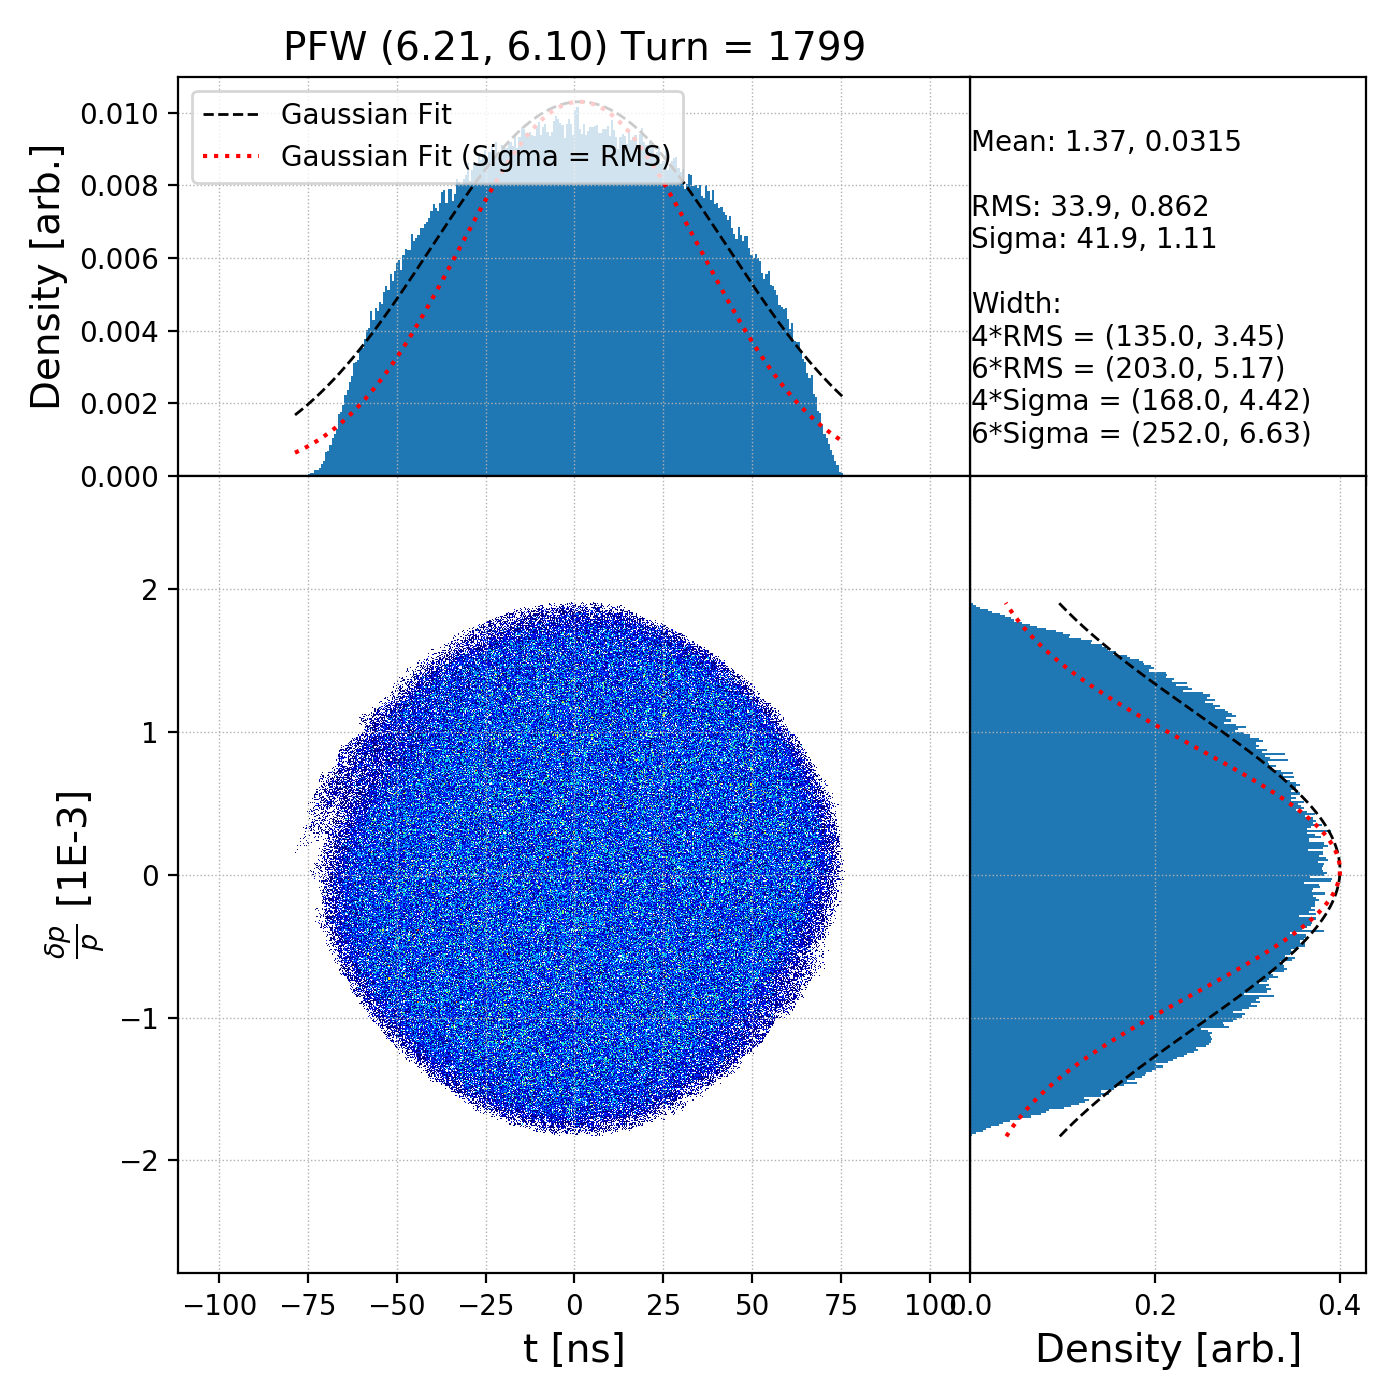 PFW (6.21, 6.10) Turn = 1799
Gaussian Fit
Gaussian Fit (Sigma = RMS)
Density [arb.]
0.010
0.008
0.006
0.004
0.002
0.000
Mean: 1.37, 0.0315
RMS: 33.9, 0.862
Sigma: 41.9, 1.11
Width:
4*RMS = (135.0, 3.45)
6*RMS = (203.0, 5.17)
4*Sigma = (168.0, 4.42)
6*Sigma = (252.0, 6.63)
δp/p [1E-3]
2
1
0
−1
−2
−100 −75 −50 −25 0 25 50 75 100
t [ns]
0.0 0.2 0.4
Density [arb.]